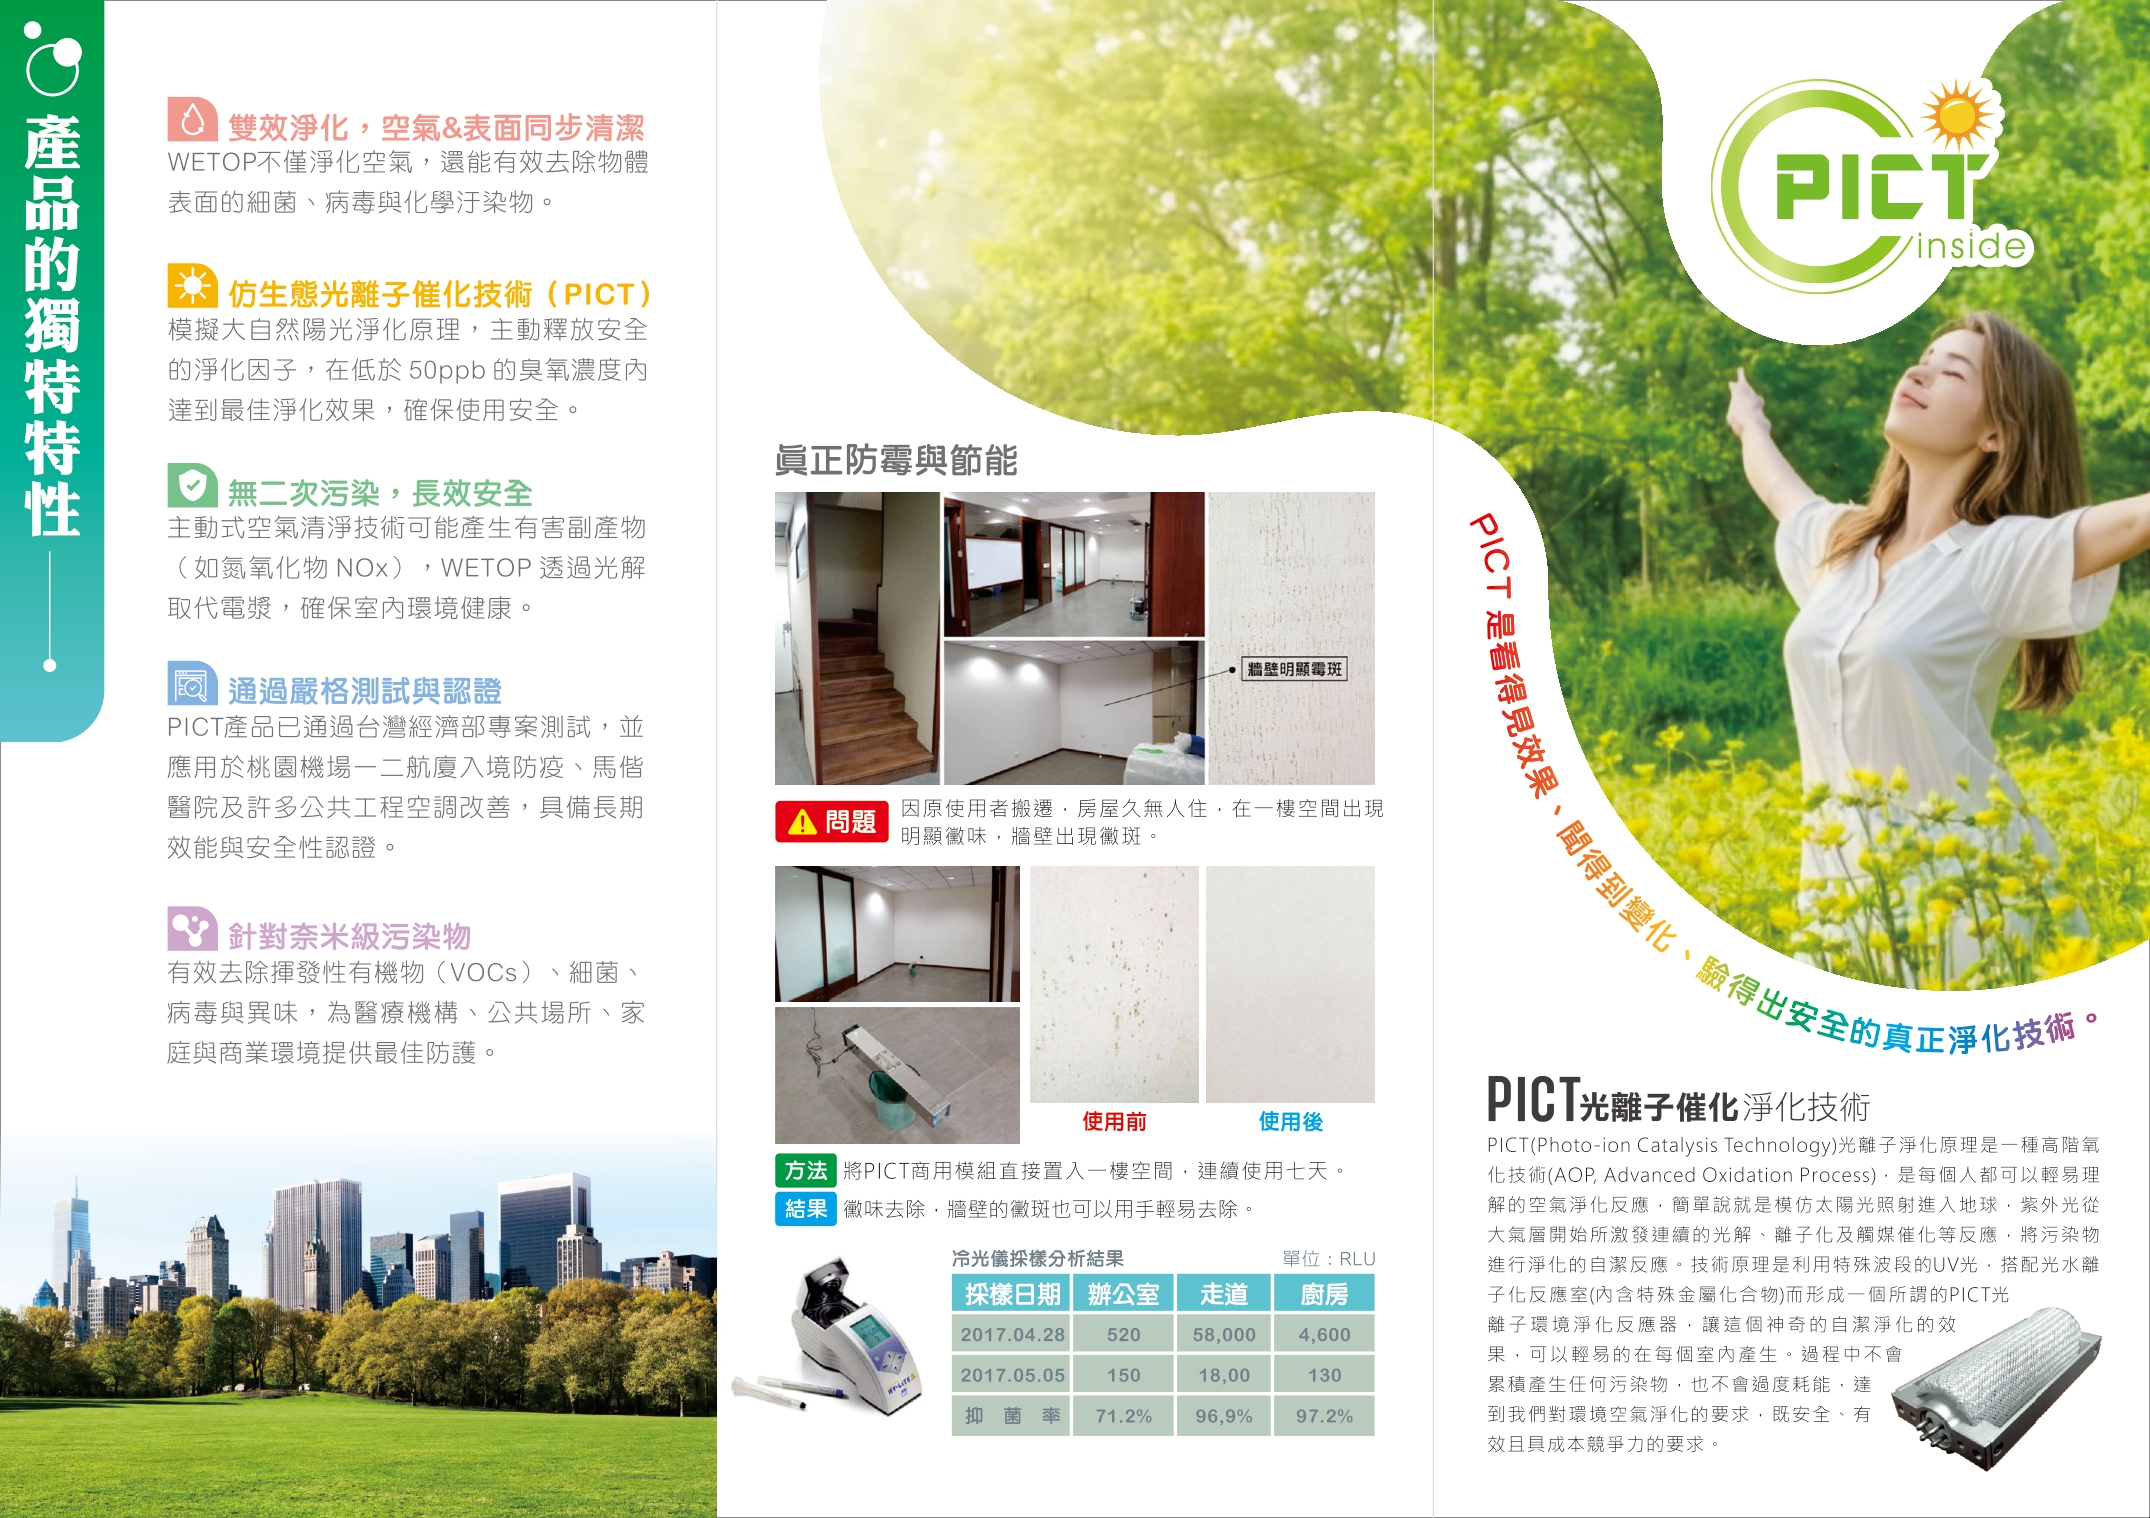 產品的獨特特性
雙效淨化，空氣&表面同步清潔
WETOP不僅淨化空氣，還能有效去除物體
表面的細菌、病毒與化學汙染物。
仿生態光離子催化技術（PICT）
模擬大自然陽光淨化原理，主動釋放安全
的淨化因子，在低於 50ppb 的臭氧濃度內
達到最佳淨化效果，確保使用安全。
無二次污染，長效安全
主動式空氣清淨技術可能產生有害副產物
（如氮氧化物 NOx），WETOP 透過光解
取代電漿，確保室內環境健康。
通過嚴格測試與認證
PICT產品已通過台灣經濟部專案測試，並
應用於桃園機場一二航廈入境防疫、馬偕
醫院及許多公共工程空調改善，具備長期
效能與安全性認證。
針對奈米級污染物
有效去除揮發性有機物（VOCs）、細菌、
病毒與異味，為醫療機構、公共場所、家
庭與商業環境提供最佳防護。
真正防霉與節能
牆壁明顯霉斑
問題
因原使用者搬遷，房屋久無人住，在一樓空間出現
明顯黴味，牆壁出現黴斑。
使用前
使用後
方法 將PICT商用模組直接置入一樓空間，連續使用七天。
結果 黴味去除，牆壁的黴斑也可以用手輕易去除。
冷光儀採樣分析結果 單位：RLU
採樣日期 辦公室 走道 廚房
2017.04.28 520 58,000 4,600
2017.05.05 150 18,00 130
抑菌率 71.2% 96,9% 97.2%
HY-LiTE 2
PICT
inside
PICT 是看得見效果、聞得到變化、驗得出安全的真正淨化技術。
PICT光離子催化淨化技術
PICT(Photo-ion Catalysis Technology)光離子淨化原理是一種高階氧
化技術(AOP, Advanced Oxidation Process)，是每個人都可以輕易理
解的空氣淨化反應，簡單說就是模仿太陽光照射進入地球，紫外光從
大氣層開始所激發連續的光解、離子化及觸媒催化等反應，將污染物
進行淨化的自潔反應。技術原理是利用特殊波段的UV光，搭配光水離
子化反應室(內含特殊金屬化合物)而形成一個所謂的PICT光
離子環境淨化反應器，讓這個神奇的自潔淨化的效
果，可以輕易的在每個室內產生。過程中不會
累積產生任何污染物，也不會過度耗能，達
到我們對環境空氣淨化的要求，既安全、有
效且具成本競爭力的要求。